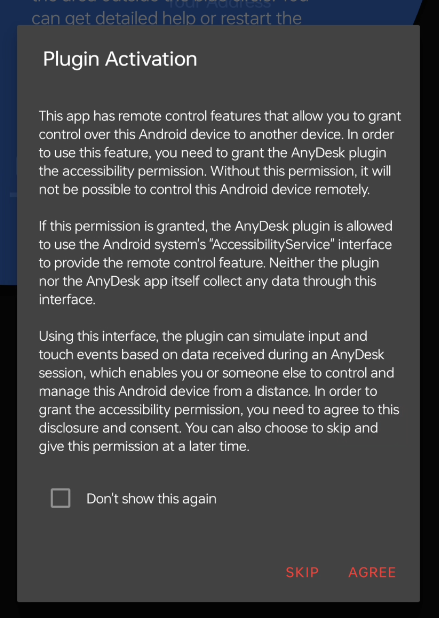 can get detailed help or restart the
Your Address
Plugin Activation
This app has remote control features that allow you to grant
control over this Android device to another device. In order
to use this feature, you need to grant the AnyDesk plugin
the accessibility permission. Without this permission, it will
not be possible to control this Android device remotely.
If this permission is granted, the AnyDesk plugin is allowed
to use the Android system's "AccessibilityService" interface
to provide the remote control feature. Neither the plugin
nor the AnyDesk app itself collect any data through this
interface.
Using this interface, the plugin can simulate input and
touch events based on data received during an AnyDesk
session, which enables you or someone else to control and
manage this Android device from a distance. In order to
grant the accessibility permission, you need to agree to this
disclosure and consent. You can also choose to skip and
give this permission at a later time.
Don't show this again
SKIP AGREE